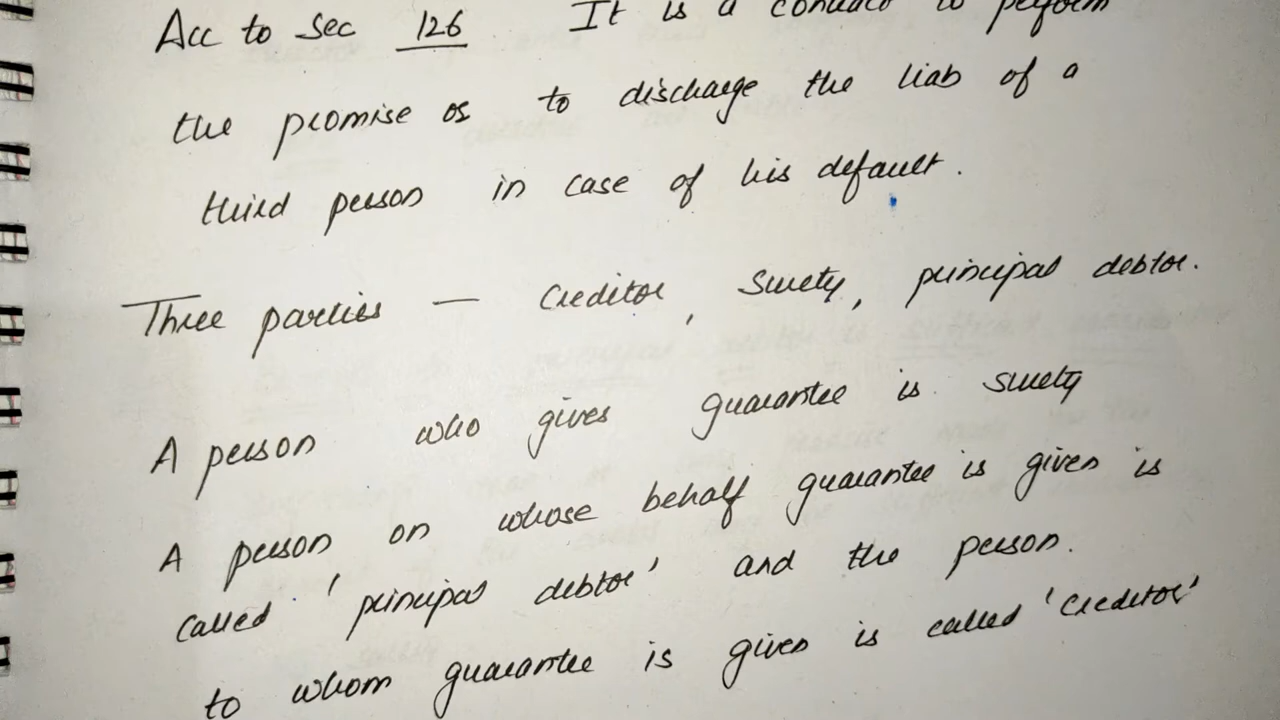 Acc to Sec 126 It is a contract to perform
the promise or to discharge the liab of a
third person in case of his default.
Three parties — Creditor, Surety, principal debtor.
A person who gives guarantee is surety
A person on whose behalf guarantee is given is
called 'principal debtor' and the person.
to whom guarantee is given is called 'Creditor'